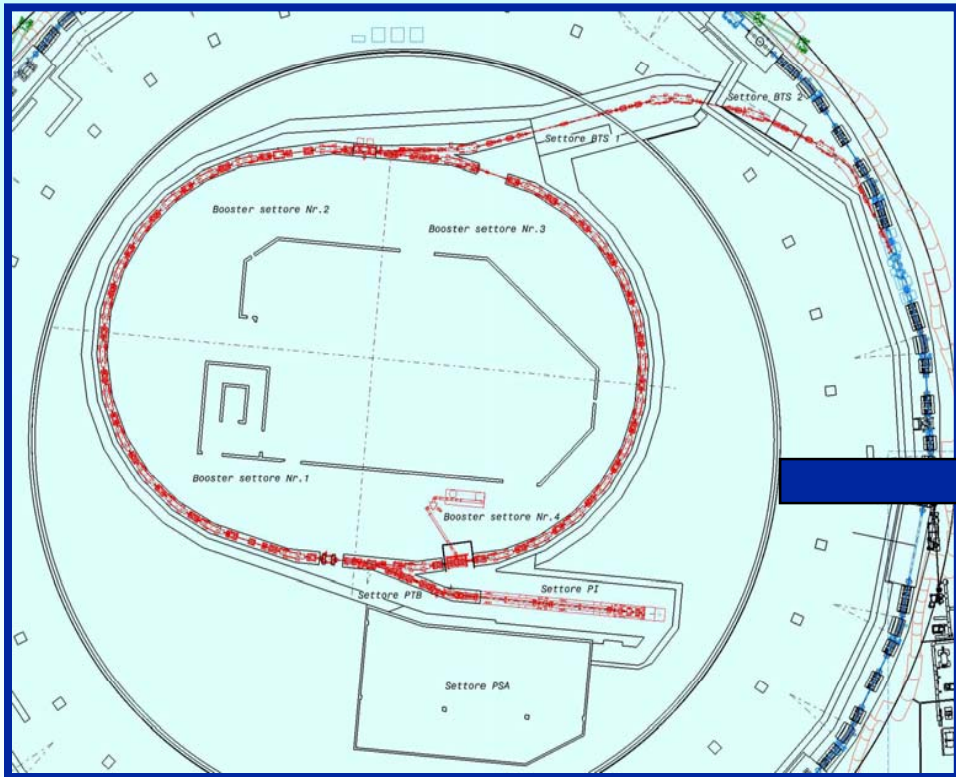 Settore BTS 2
Settore BTS 1
Booster settore Nr.2
Booster settore Nr.3
Booster settore Nr.1
Booster settore Nr.4
Settore PTB
Settore PI
Settore PSA